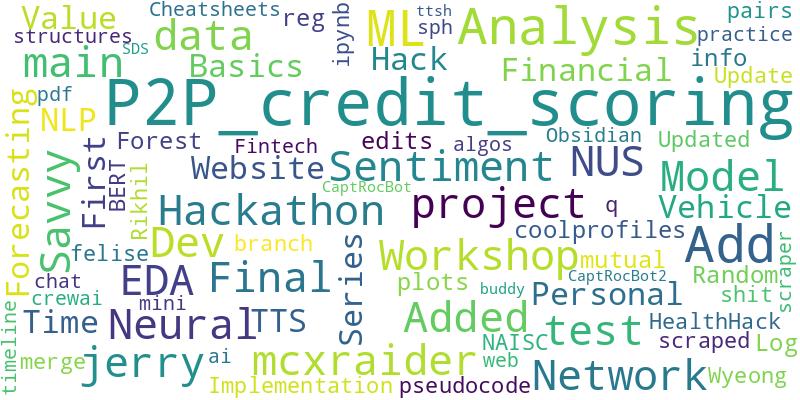 Value
Cheatsheets
reg
ipynb
ML
ttsh
sph
Analysis
pairs
practice
structures
SDS
data
main
Basics
Hack
Financial
info
Update
pdf
P2P_credit_scoring
NLP
Forecasting
Savvy
First
Forest
Fintech
edits
algos
Obsidian
Updated
BERT
Rikhil
Website
Sentiment
NUS
Model
CaptRocBot
Hackathon
project
q
Vehicle
felise
Dev
branch
Series
coolprofiles
Add
Workshop
mutual
scraper
chat
EDA
Final
plots
buddy
CaptRocBot2
Random
crewai
mini
Personal
shit
timeline
Time
Neural
TTS
Added
NAISC
test
HealthHack
scraped
Log
merge
jerry
ai
mcxraider
web
Network
Wyeong
Implementation
pseudocode